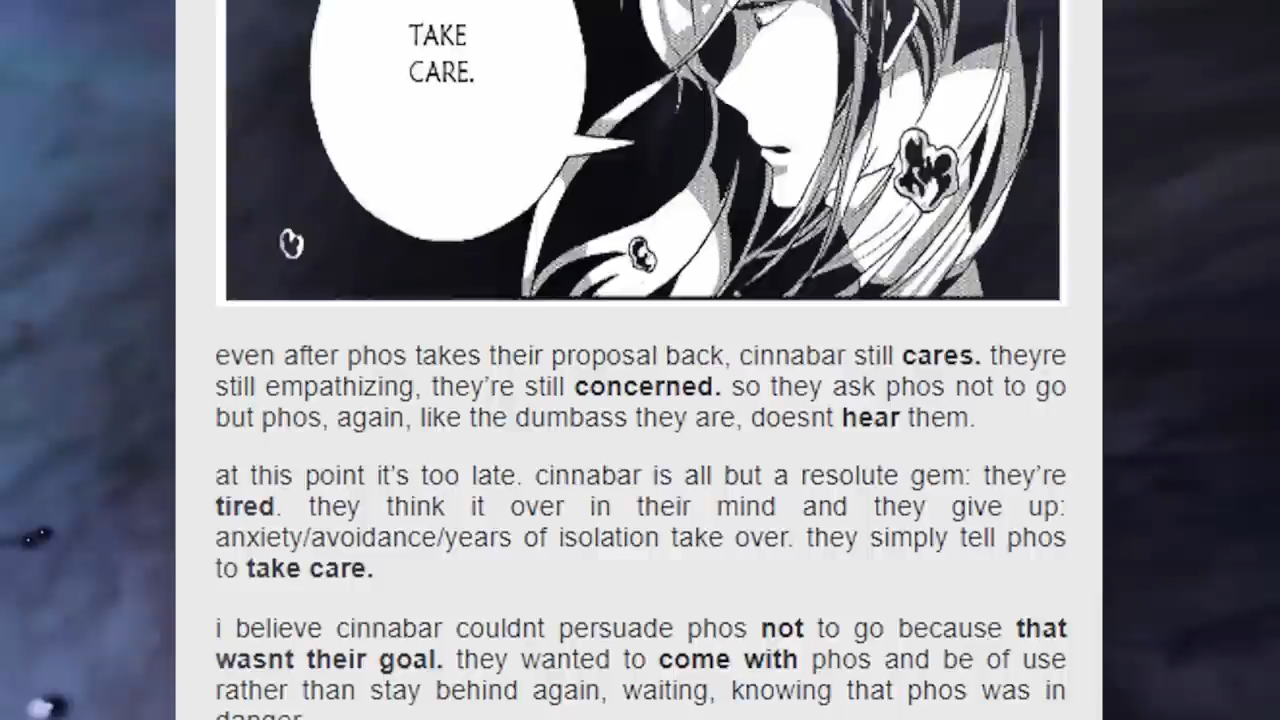 TAKE
CARE.
even after phos takes their proposal back, cinnabar still cares. theyre
still empathizing, they’re still concerned. so they ask phos not to go
but phos, again, like the dumbass they are, doesnt hear them.
at this point it’s too late. cinnabar is all but a resolute gem: they’re
tired. they think it over in their mind and they give up:
anxiety/avoidance/years of isolation take over. they simply tell phos
to take care.
i believe cinnabar couldnt persuade phos not to go because that
wasnt their goal. they wanted to come with phos and be of use
rather than stay behind again, waiting, knowing that phos was in
danger